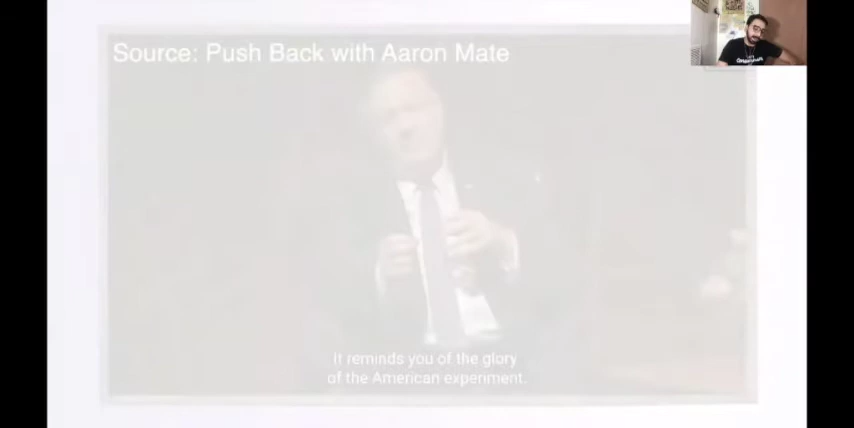 Source: Push Back with Aaron Mate
It reminds you of the glory
of the American experiment.